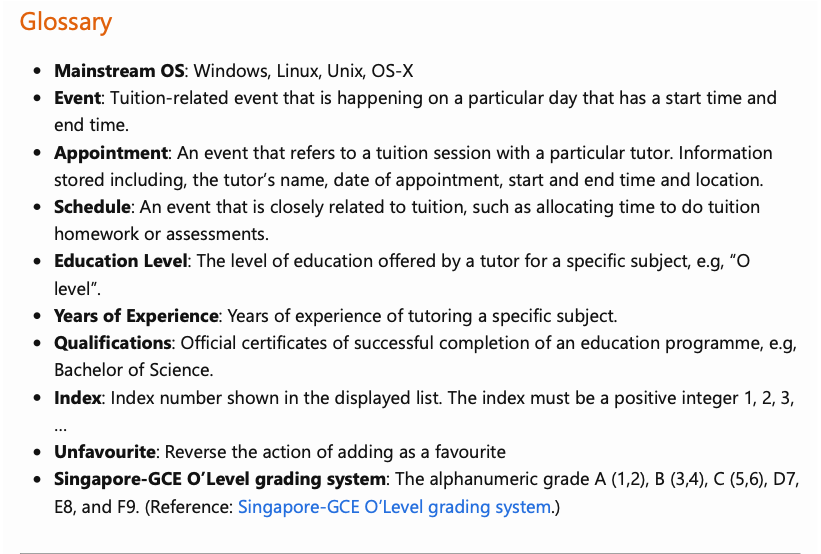 Glossary
• Mainstream OS: Windows, Linux, Unix, OS-X
• Event: Tuition-related event that is happening on a particular day that has a start time and
end time.
• Appointment: An event that refers to a tuition session with a particular tutor. Information
stored including, the tutor’s name, date of appointment, start and end time and location.
• Schedule: An event that is closely related to tuition, such as allocating time to do tuition
homework or assessments.
• Education Level: The level of education offered by a tutor for a specific subject, e.g, “O
level”.
• Years of Experience: Years of experience of tutoring a specific subject.
• Qualifications: Official certificates of successful completion of an education programme, e.g,
Bachelor of Science.
• Index: Index number shown in the displayed list. The index must be a positive integer 1, 2, 3,
…
• Unfavourite: Reverse the action of adding as a favourite
• Singapore-GCE O’Level grading system: The alphanumeric grade A (1,2), B (3,4), C (5,6), D7,
E8, and F9. (Reference: Singapore-GCE O’Level grading system.)